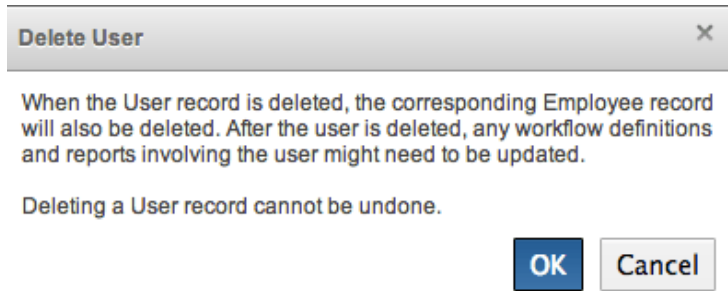 Delete User ×
When the User record is deleted, the corresponding Employee record
will also be deleted. After the user is deleted, any workflow definitions
and reports involving the user might need to be updated.
Deleting a User record cannot be undone.
OK Cancel